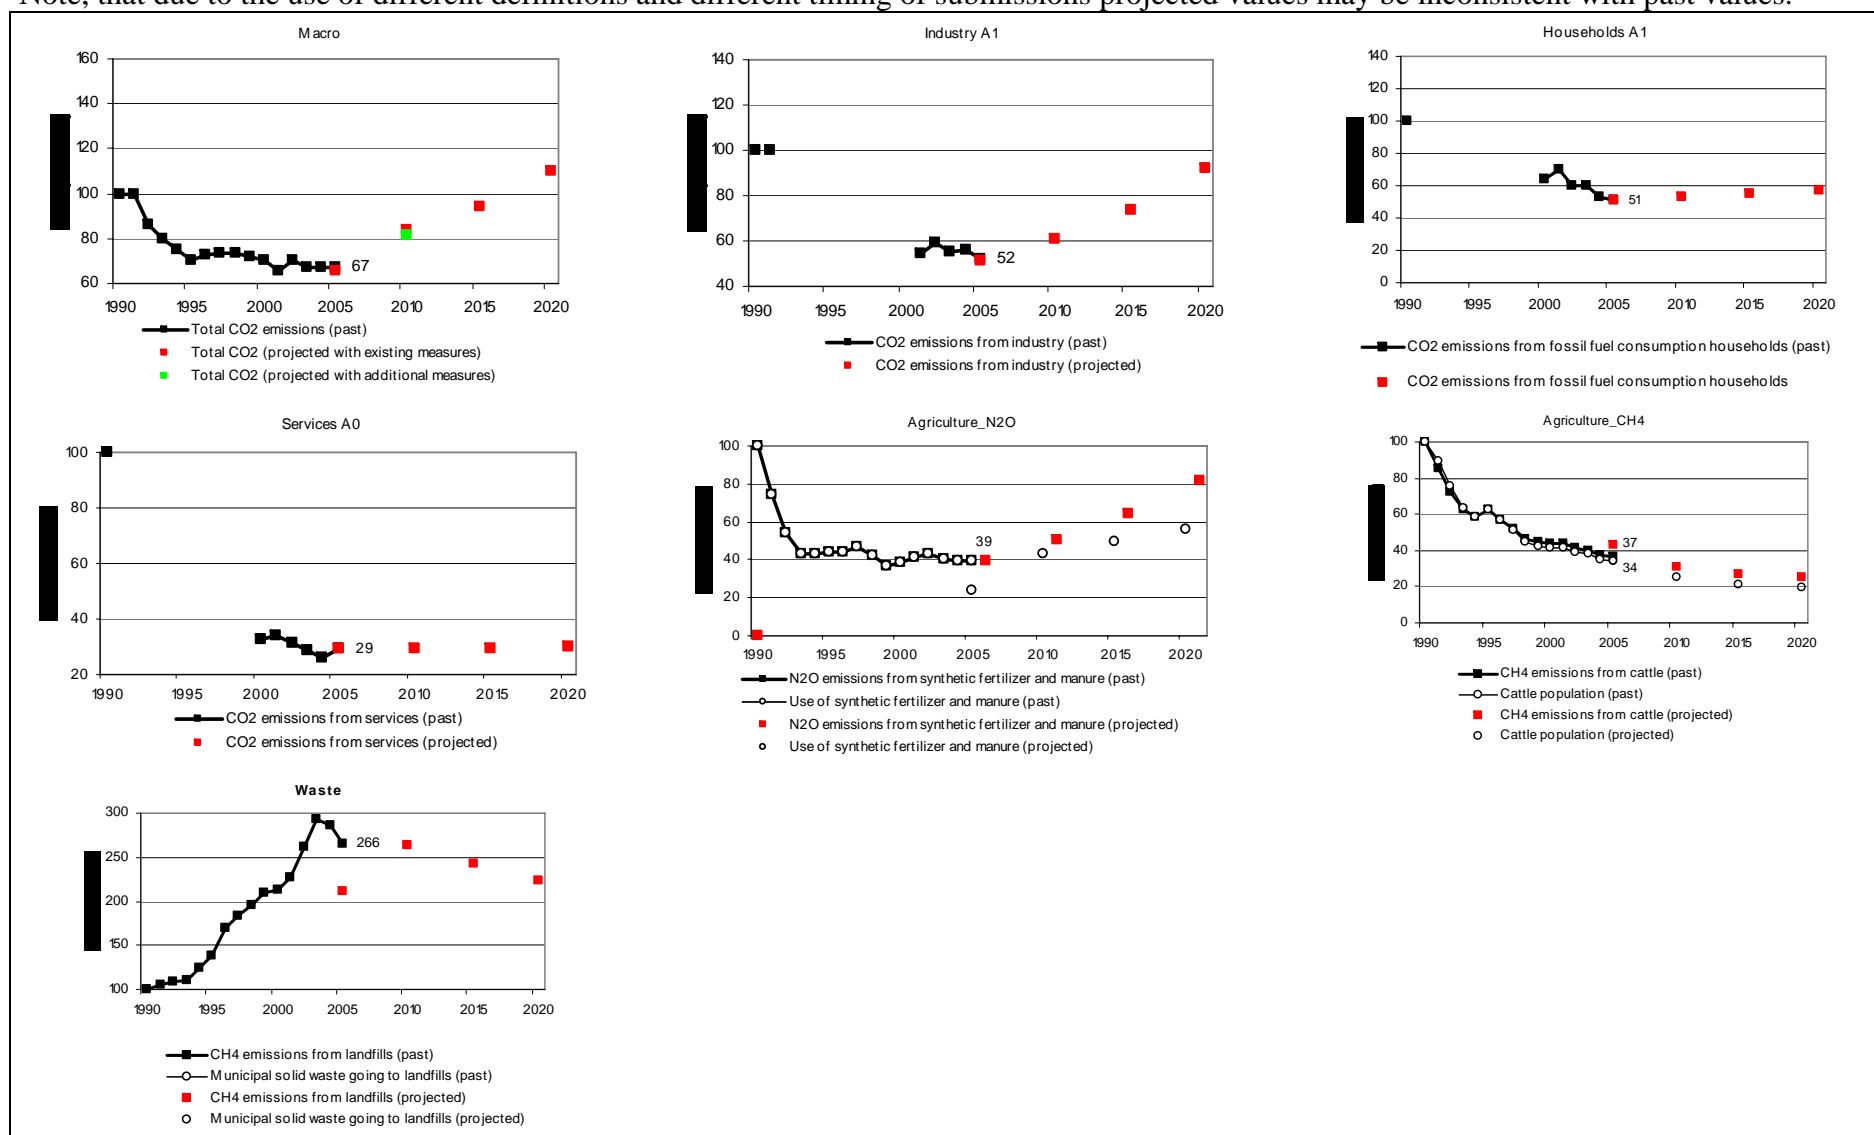 Note, that due to the use of different definitions and different timing of submissions projected values may be inconsistent with past values.
Macro
160
140
120
100
80
60
67
1990 1995 2000 2005 2010 2015 2020
Total CO2 emissions (past)
Total CO2 (projected with existing measures)
Total CO2 (projected with additional measures)
Industry A1
140
120
100
80
60
40
52
1990 1995 2000 2005 2010 2015 2020
CO2 emissions from industry (past)
CO2 emissions from industry (projected)
Households A1
140
120
100
80
60
40
20
0
51
1990 1995 2000 2005 2010 2015 2020
CO2 emissions from fossil fuel consumption households (past)
CO2 emissions from fossil fuel consumption households
Services A0
100
80
60
40
20
29
1990 1995 2000 2005 2010 2015 2020
CO2 emissions from services (past)
CO2 emissions from services (projected)
Agriculture_N2O
100
80
60
40
20
0
39
1990 1995 2000 2005 2010 2015 2020
N2O emissions from synthetic fertilizer and manure (past)
Use of synthetic fertilizer and manure (past)
N2O emissions from synthetic fertilizer and manure (projected)
Use of synthetic fertilizer and manure (projected)
Agriculture_CH4
100
80
60
40
20
0
37
34
1990 1995 2000 2005 2010 2015 2020
CH4 emissions from cattle (past)
Cattle population (past)
CH4 emissions from cattle (projected)
Cattle population (projected)
Waste
300
250
200
150
100
266
1990 1995 2000 2005 2010 2015 2020
CH4 emissions from landfills (past)
Municipal solid waste going to landfills (past)
CH4 emissions from landfills (projected)
Municipal solid waste going to landfills (projected)